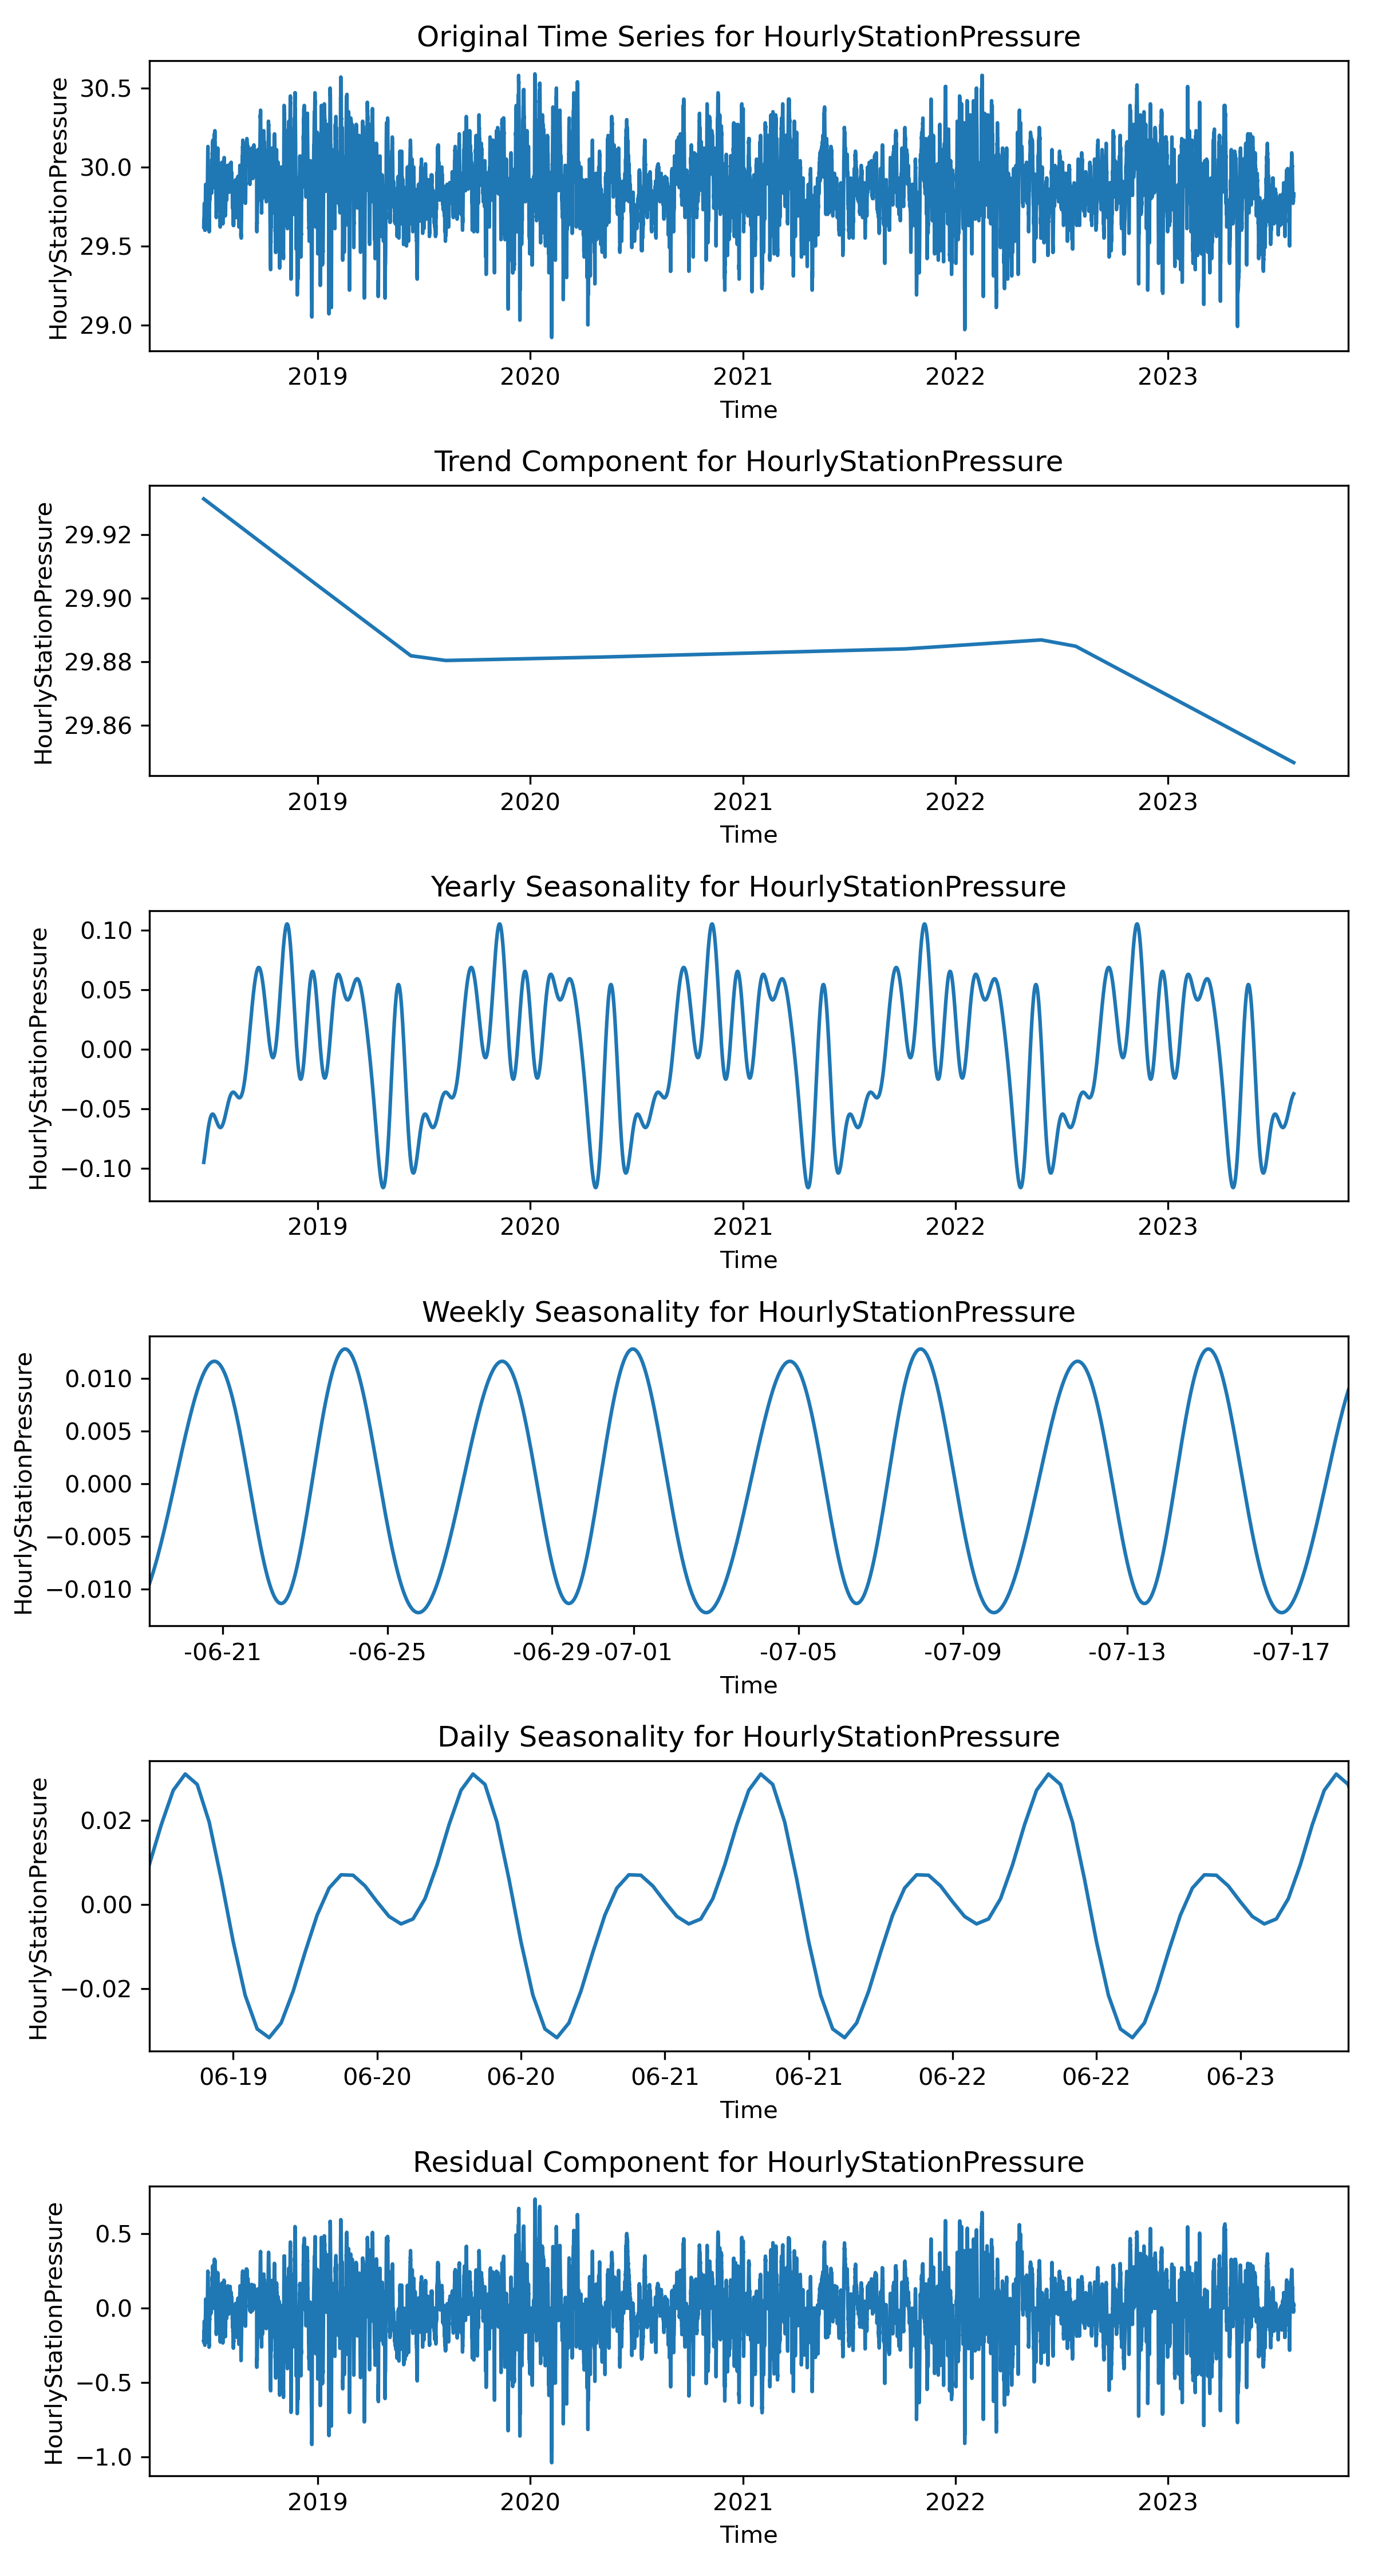 Original Time Series for HourlyStationPressure
HourlyStationPressure
30.5
30.0
29.5
29.0
2019 2020 2021 2022 2023
Time
Trend Component for HourlyStationPressure
HourlyStationPressure
29.92
29.90
29.88
29.86
2019 2020 2021 2022 2023
Time
Yearly Seasonality for HourlyStationPressure
HourlyStationPressure
0.10
0.05
0.00
−0.05
−0.10
2019 2020 2021 2022 2023
Time
Weekly Seasonality for HourlyStationPressure
HourlyStationPressure
0.010
0.005
0.000
−0.005
−0.010
-06-21 -06-25 -06-29 -07-01 -07-05 -07-09 -07-13 -07-17
Time
Daily Seasonality for HourlyStationPressure
HourlyStationPressure
0.02
0.00
−0.02
06-19 06-20 06-20 06-21 06-21 06-22 06-22 06-23
Time
Residual Component for HourlyStationPressure
HourlyStationPressure
0.5
0.0
−0.5
−1.0
2019 2020 2021 2022 2023
Time